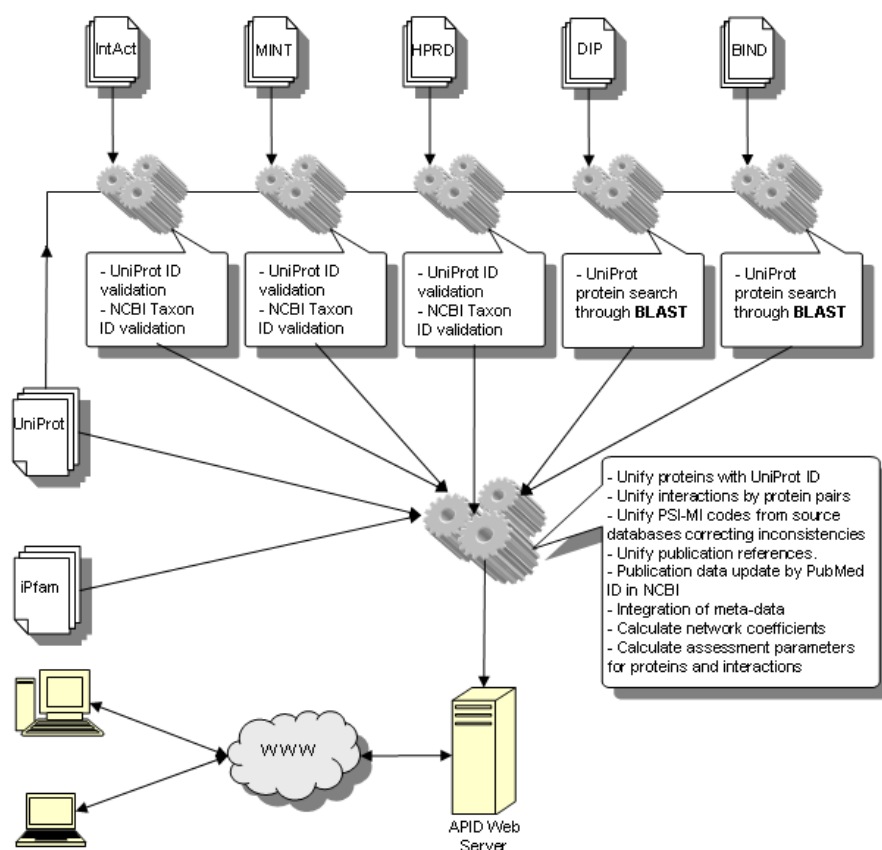 IntAct
MINT
HPRD
DIP
BIND
- UniProt ID
validation
- NCBI Taxon
ID validation
- UniProt ID
validation
- NCBI Taxon
ID validation
- UniProt ID
validation
- NCBI Taxon
ID validation
- UniProt
protein search
through BLAST
- UniProt
protein search
through BLAST
UniProt
iPfam
- Unify proteins with UniProt ID
- Unify interactions by protein pairs
- Unify PSI-MI codes from source
databases correcting inconsistencies
- Unify publication references.
- Publication data update by PubMed
ID in NCBI
- Integration of meta-data
- Calculate network coefficients
- Calculate assessment parameters
for proteins and interactions
WWW
APID Web
Server